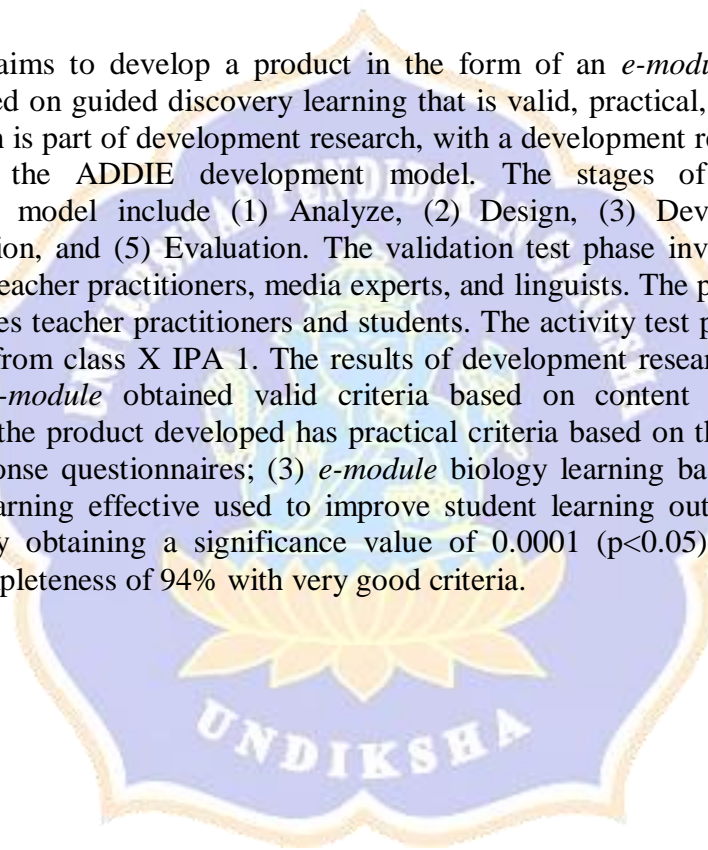 aims to develop a product in the form of an e-modu
ed on guided discovery learning that is valid, practical,
n is part of development research, with a development re
the ADDIE development model. The stages of
model include (1) Analyze, (2) Design, (3) Dev
ion, and (5) Evaluation. The validation test phase inv
eacher practitioners, media experts, and linguists. The p
es teacher practitioners and students. The activity test p
from class X IPA 1. The results of development resear
-module obtained valid criteria based on content
the product developed has practical criteria based on th
onse questionnaires; (3) e-module biology learning ba
arning effective used to improve student learning out
y obtaining a significance value of 0.0001 (p<0.05)
pleteness of 94% with very good criteria.
UNIVERSITAS PENDIDIKAN GANESHA
UNDIKSHA